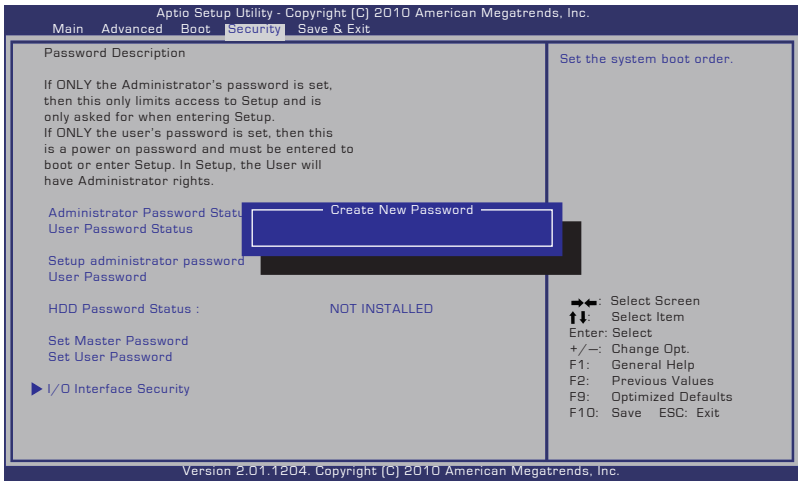 Aptio Setup Utility - Copyright (C) 2010 American Megatrends, Inc.
Main Advanced Boot Security Save & Exit
Password Description
If ONLY the Administrator's password is set,
then this only limits access to Setup and is
only asked for when entering Setup.
If ONLY the user's password is set, then this
is a power on password and must be entered to
boot or enter Setup. In Setup, the User will
have Administrator rights.
Administrator Password Statu
User Password Status
Create New Password
Setup administrator password
User Password
HDD Password Status : NOT INSTALLED
Set Master Password
Set User Password
I/O Interface Security
Set the system boot order.
→←: Select Screen
↑↓: Select Item
Enter: Select
+/—: Change Opt.
F1: General Help
F2: Previous Values
F9: Optimized Defaults
F10: Save ESC: Exit
Version 2.01.1204. Copyright (C) 2010 American Megatrends, Inc.